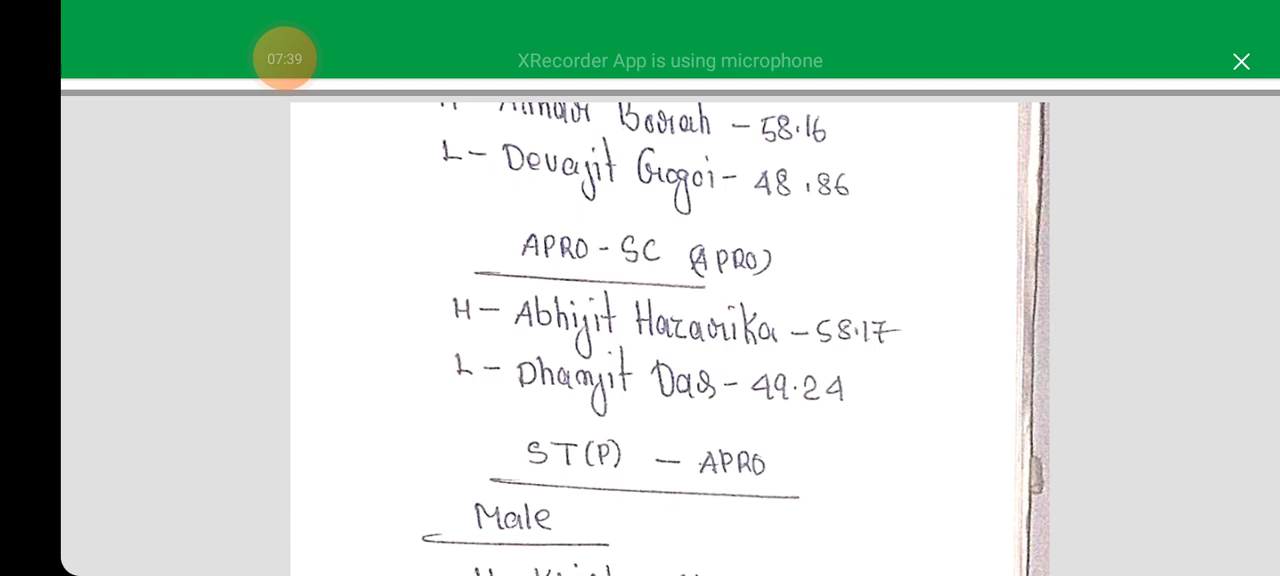 07:39
XRecorder App is using microphone
Borah - 58.16
L - Devajit Gogoi - 48.86
APRO - SC (APRO)
H - Abhijit Hazarika - 58.17
L - Dhanjit Das - 49.24
ST(P) - APRO
Male